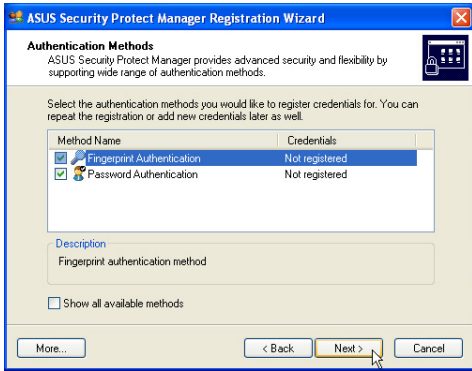 ASUS Security Protect Manager Registration Wizard
Authentication Methods
ASUS Security Protect Manager provides advanced security and flexibility by
supporting wide range of authentication methods.
Select the authentication methods you would like to register credentials for. You can
repeat the registration or add new credentials later as well.
Method Name Credentials
Fingerprint Authentication Not registered
Password Authentication Not registered
Description
Fingerprint authentication method
Show all available methods
More... < Back Next > Cancel